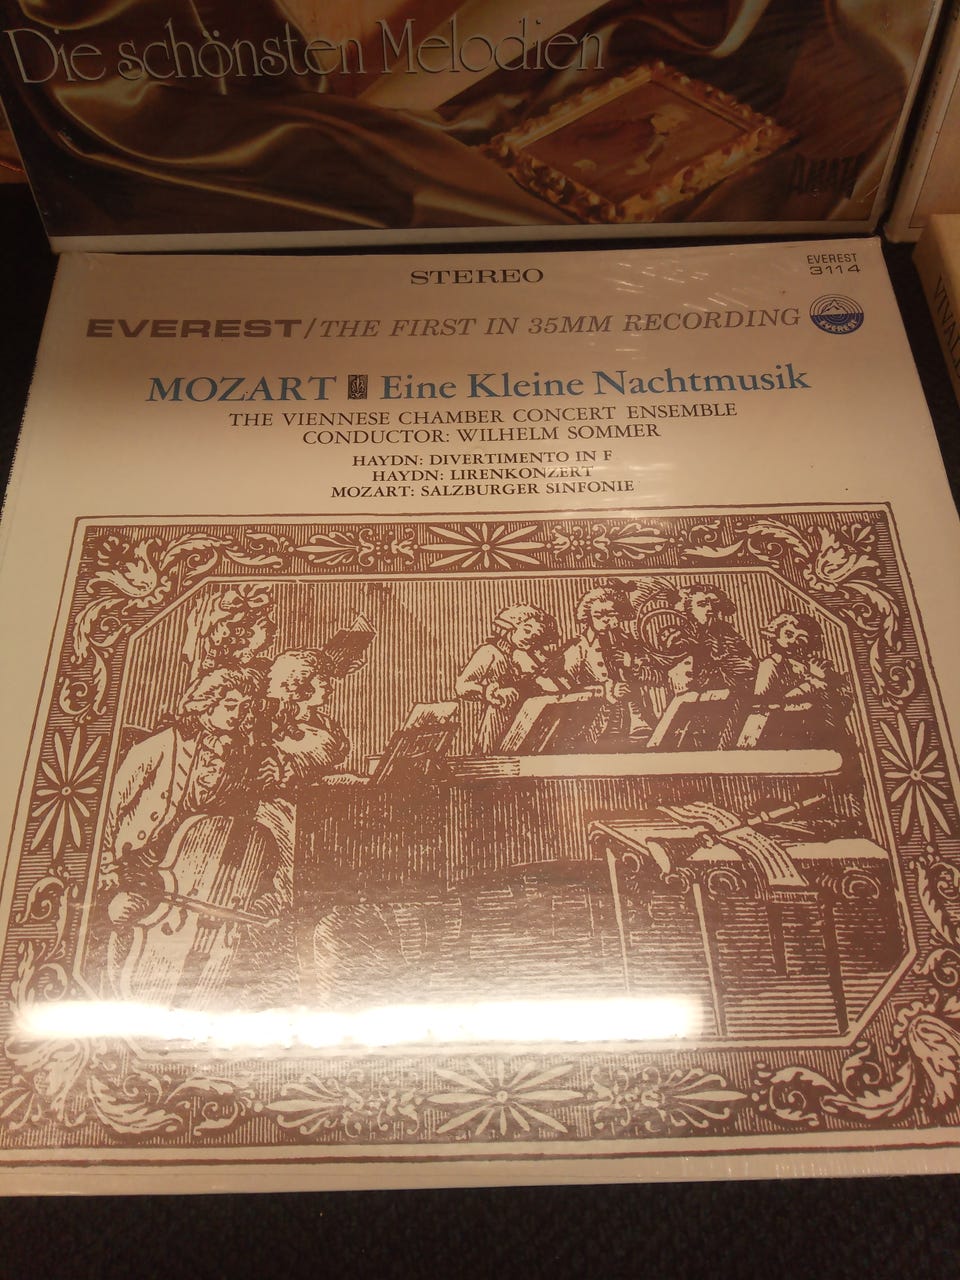 Die schönsten Melodien
STEREO
EVEREST
3114
EVEREST/THE FIRST IN 35MM RECORDING
EVEREST
MOZART Eine Kleine Nachtmusik
THE VIENNESE CHAMBER CONCERT ENSEMBLE
CONDUCTOR: WILHELM SOMMER
HAYDN: DIVERTIMENTO IN F
HAYDN: LIRENKONZERT
MOZART: SALZBURGER SINFONIE